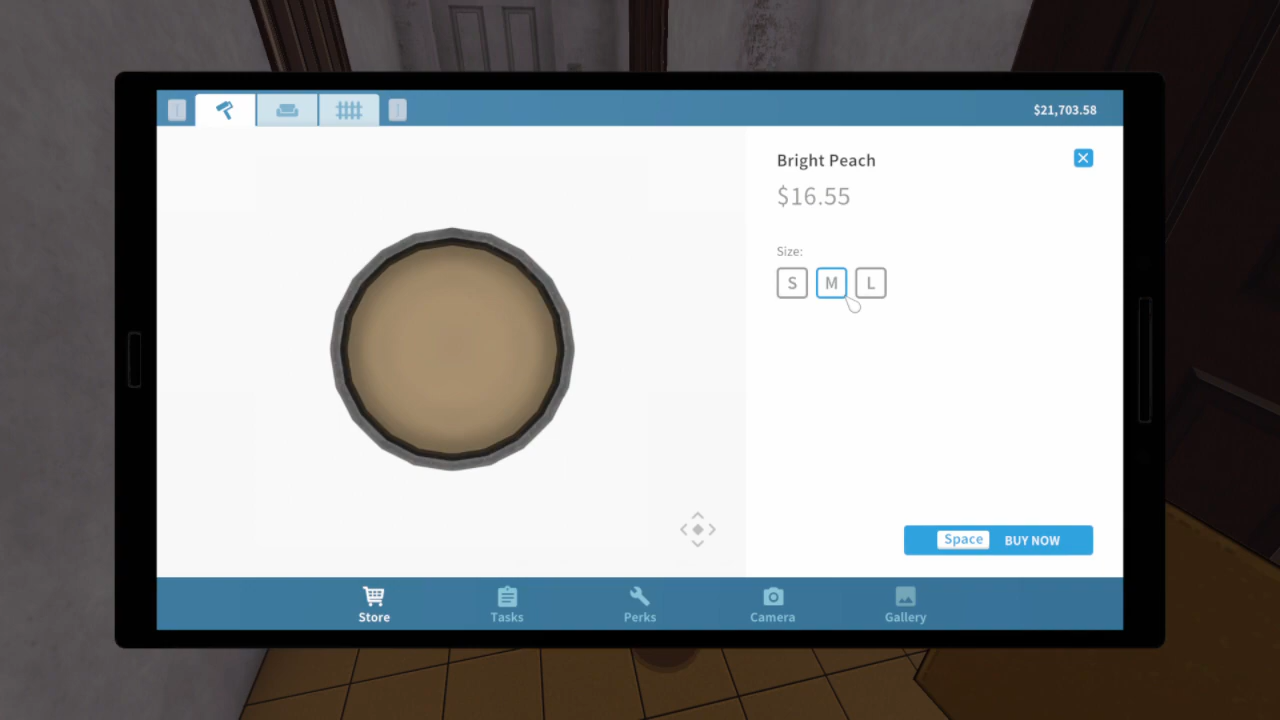 $21,703.58
Bright Peach
$16.55
Size:
S M L
Space BUY NOW
Store Tasks Perks Camera Gallery